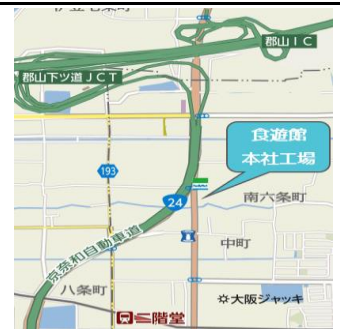 郡山IC
郡山下ツ道JCT
食遊館
本社工場
193
24
南六条町
京奈和自動車道
中町
八条町
大阪ジャッキ
二階堂